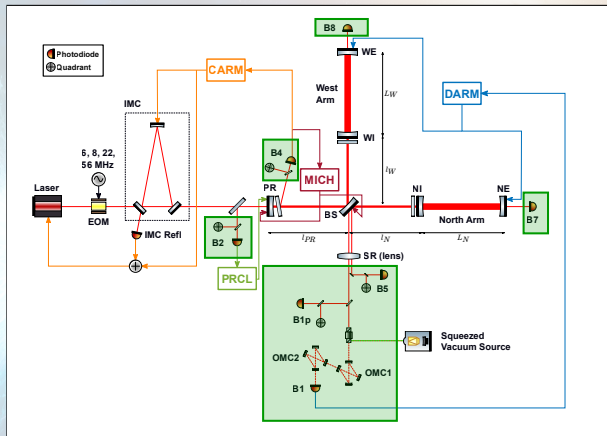 B8
WE
Photodiode
Quadrant
CARM
West
Arm
L_W
DARM
IMC
6, 8, 22,
56 MHz
WI
B4
MICH
l_W
Laser
PR
NI
NE
EOM
BS
North Arm
B7
IMC Refl
B2
l_PR
l_N
L_N
PRCL
SR (lens)
B5
B1p
Squeezed
Vacuum Source
OMC2
OMC1
B1